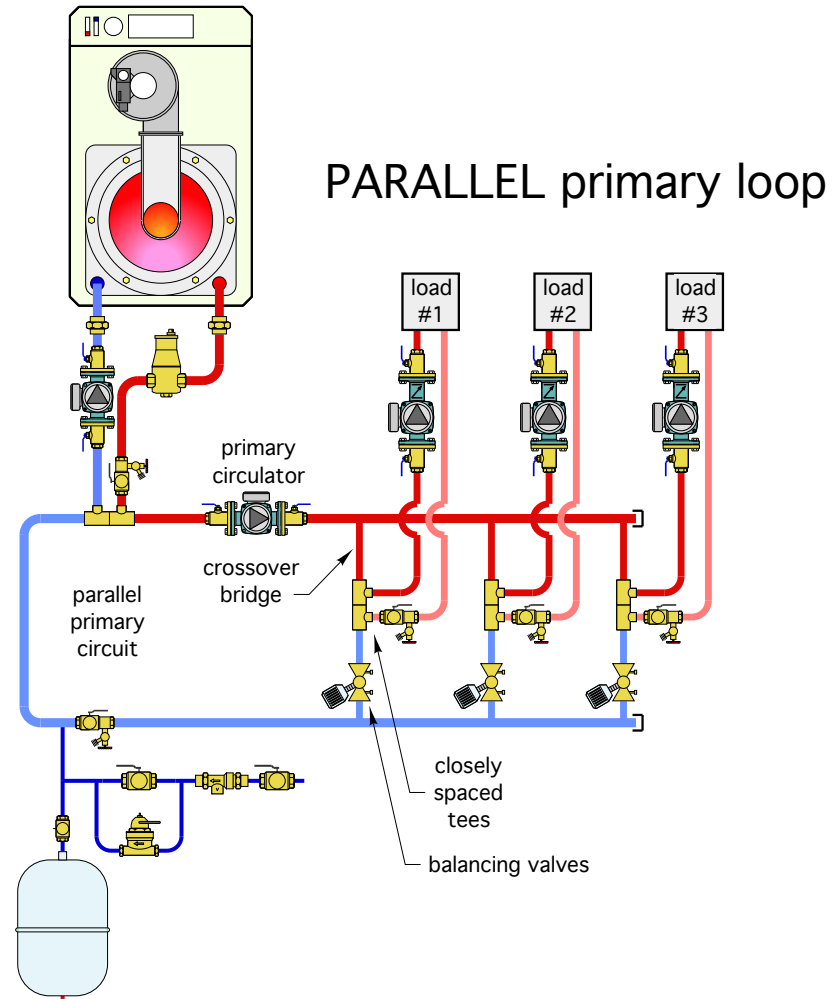 PARALLEL primary loop
load
#1
load
#2
load
#3
primary
circulator
crossover
bridge
parallel
primary
circuit
closely
spaced
tees
balancing valves